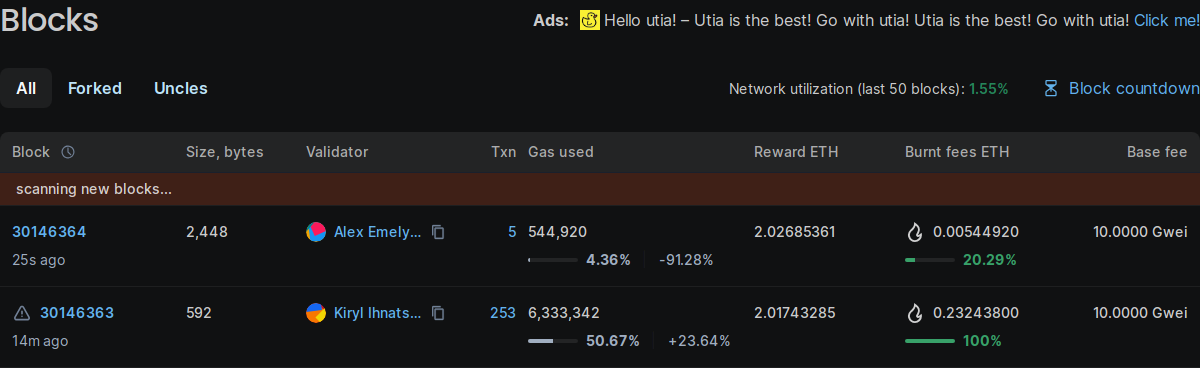 Blocks
Ads: Hello utia! – Utia is the best! Go with utia! Utia is the best! Go with utia! Click me!
All Forked Uncles Network utilization (last 50 blocks): 1.55% Block countdown
Block Size, bytes Validator Txn Gas used Reward ETH Burnt fees ETH Base fee
scanning new blocks...
30146364 2,448 Alex Emely... 5 544,920 2.02685361 0.00544920 10.0000 Gwei
25s ago 4.36% -91.28% 20.29%
30146363 592 Kiryl Ihnats... 253 6,333,342 2.01743285 0.23243800 10.0000 Gwei
14m ago 50.67% +23.64% 100%